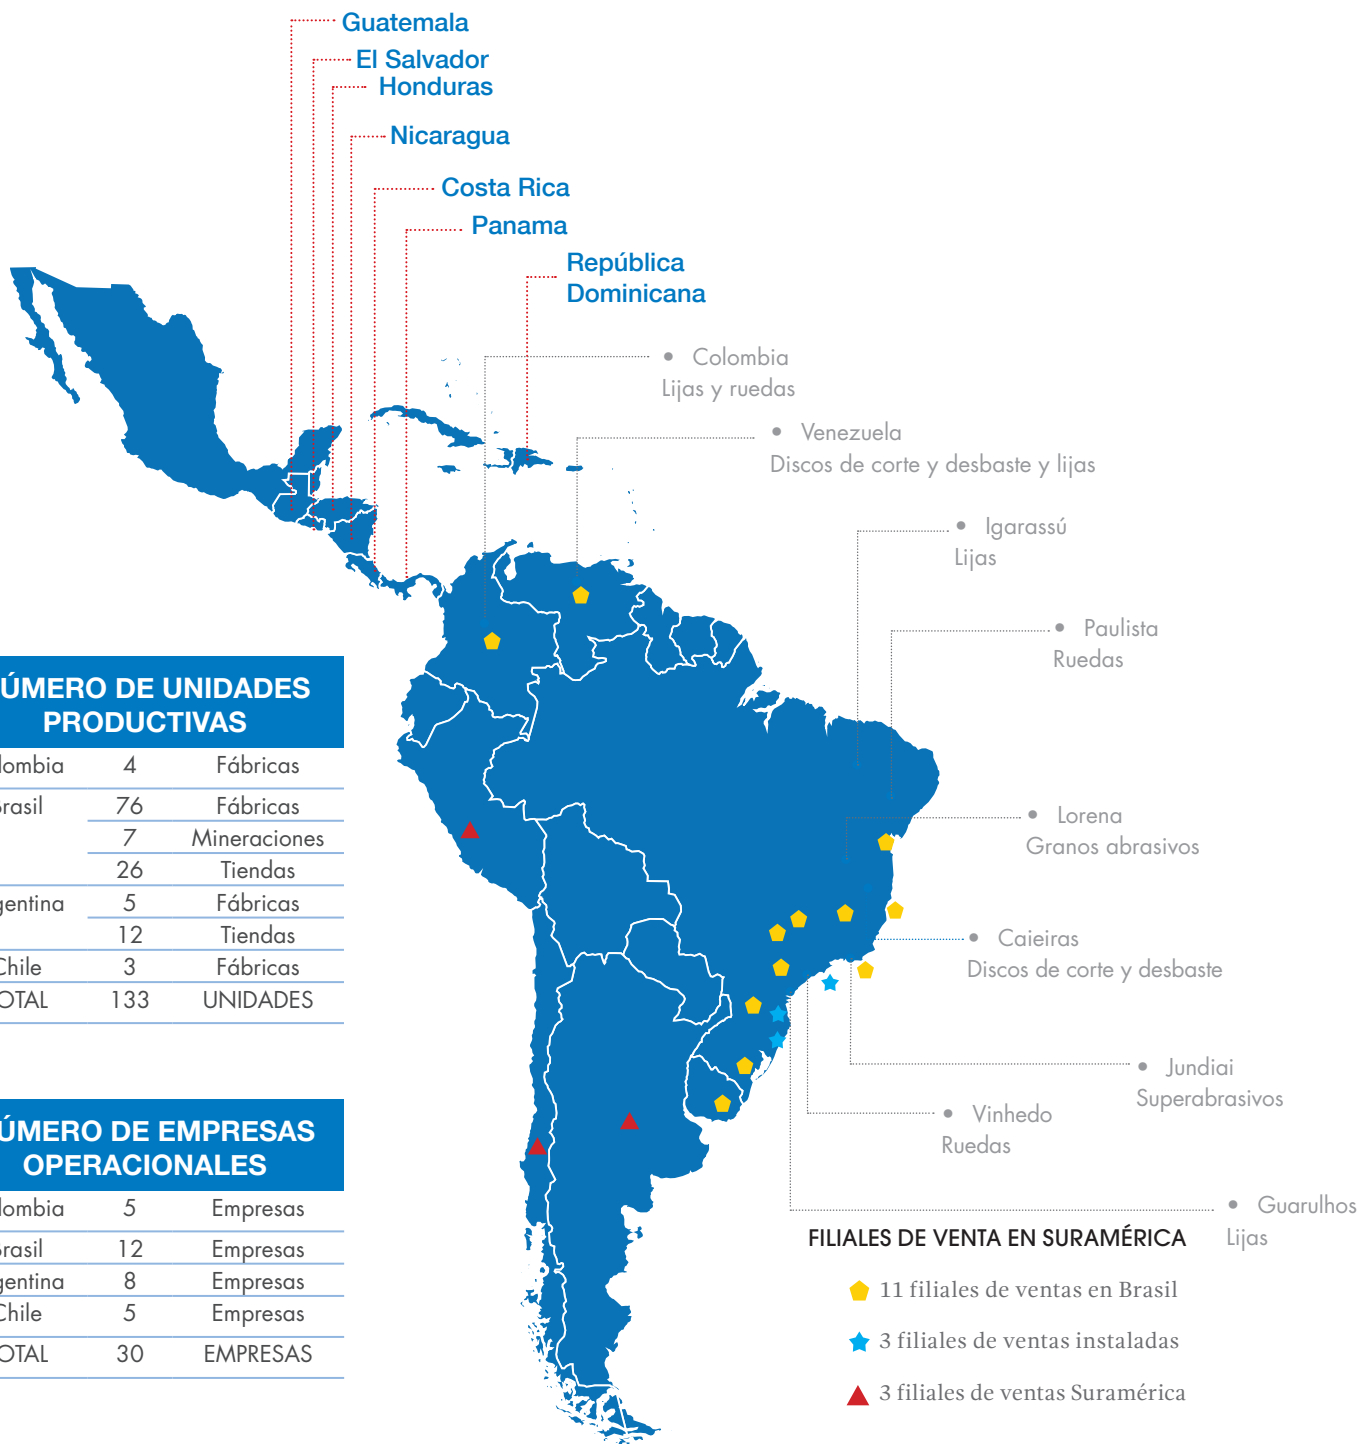 Guatemala
El Salvador
Honduras
Nicaragua
Costa Rica
Panama
República
Dominicana
• Colombia
Lijas y ruedas
• Venezuela
Discos de corte y desbaste y lijas
• Igarassú
Lijas
• Paulista
Ruedas
• Lorena
Granos abrasivos
• Caieiras
Discos de corte y desbaste
• Jundiai
Superabrasivos
• Vinhedo
Ruedas
• Guarulhos
Lijas
ÚMERO DE UNIDADES
PRODUCTIVAS
lombia 4 Fábricas
rasil 76 Fábricas
7 Mineraciones
26 Tiendas
gentina 5 Fábricas
12 Tiendas
Chile 3 Fábricas
OTAL 133 UNIDADES
ÚMERO DE EMPRESAS
OPERACIONALES
lombia 5 Empresas
rasil 12 Empresas
gentina 8 Empresas
Chile 5 Empresas
OTAL 30 EMPRESAS
FILIALES DE VENTA EN SURAMÉRICA
11 filiales de ventas en Brasil
3 filiales de ventas instaladas
3 filiales de ventas Suramérica